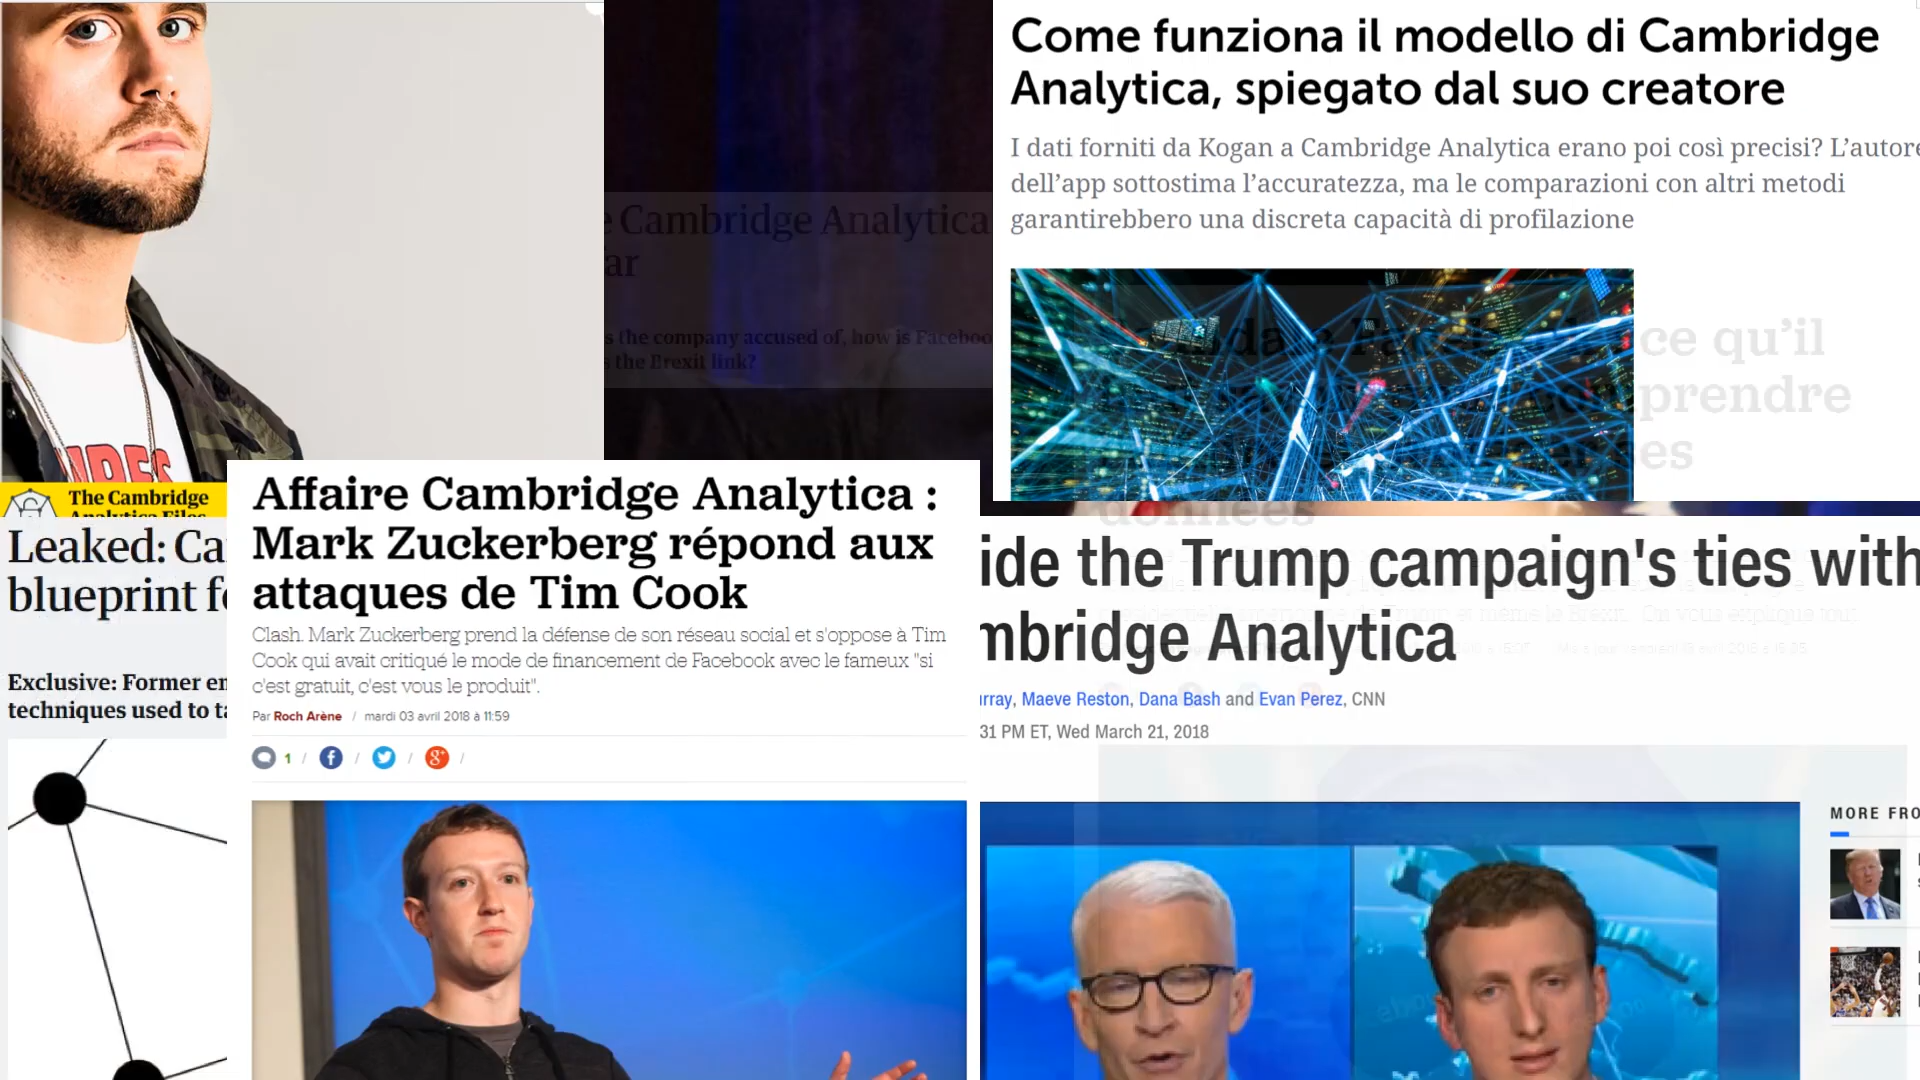 Come funziona il modello di Cambridge
Analytica, spiegato dal suo creatore
I dati forniti da Kogan a Cambridge Analytica erano poi così precisi? L’autore
dell’app sottostima l’accuratezza, ma le comparazioni con altri metodi
garantirebbero una discreta capacità di profilazione
Cambridge Analytica
the company accused of, how is
the Brexit link?
ce qu’il
prendre
données
The Cambridge
Analytica Files
Leaked:
blueprint
Exclusive: Former
techniques used to
Affaire Cambridge Analytica :
Mark Zuckerberg répond aux
attaques de Tim Cook
Clash. Mark Zuckerberg prend la défense de son réseau social et s'oppose à Tim
Cook qui avait critiqué le mode de financement de Facebook avec le fameux "si
c'est gratuit, c'est vous le produit".
Par Roch Arène / mardi 03 avril 2018 à 11:59
1 / f / / g+ /
ide the Trump campaign's ties with
mbridge Analytica
rray, Maeve Reston, Dana Bash and Evan Perez, CNN
31 PM ET, Wed March 21, 2018
MORE FRO